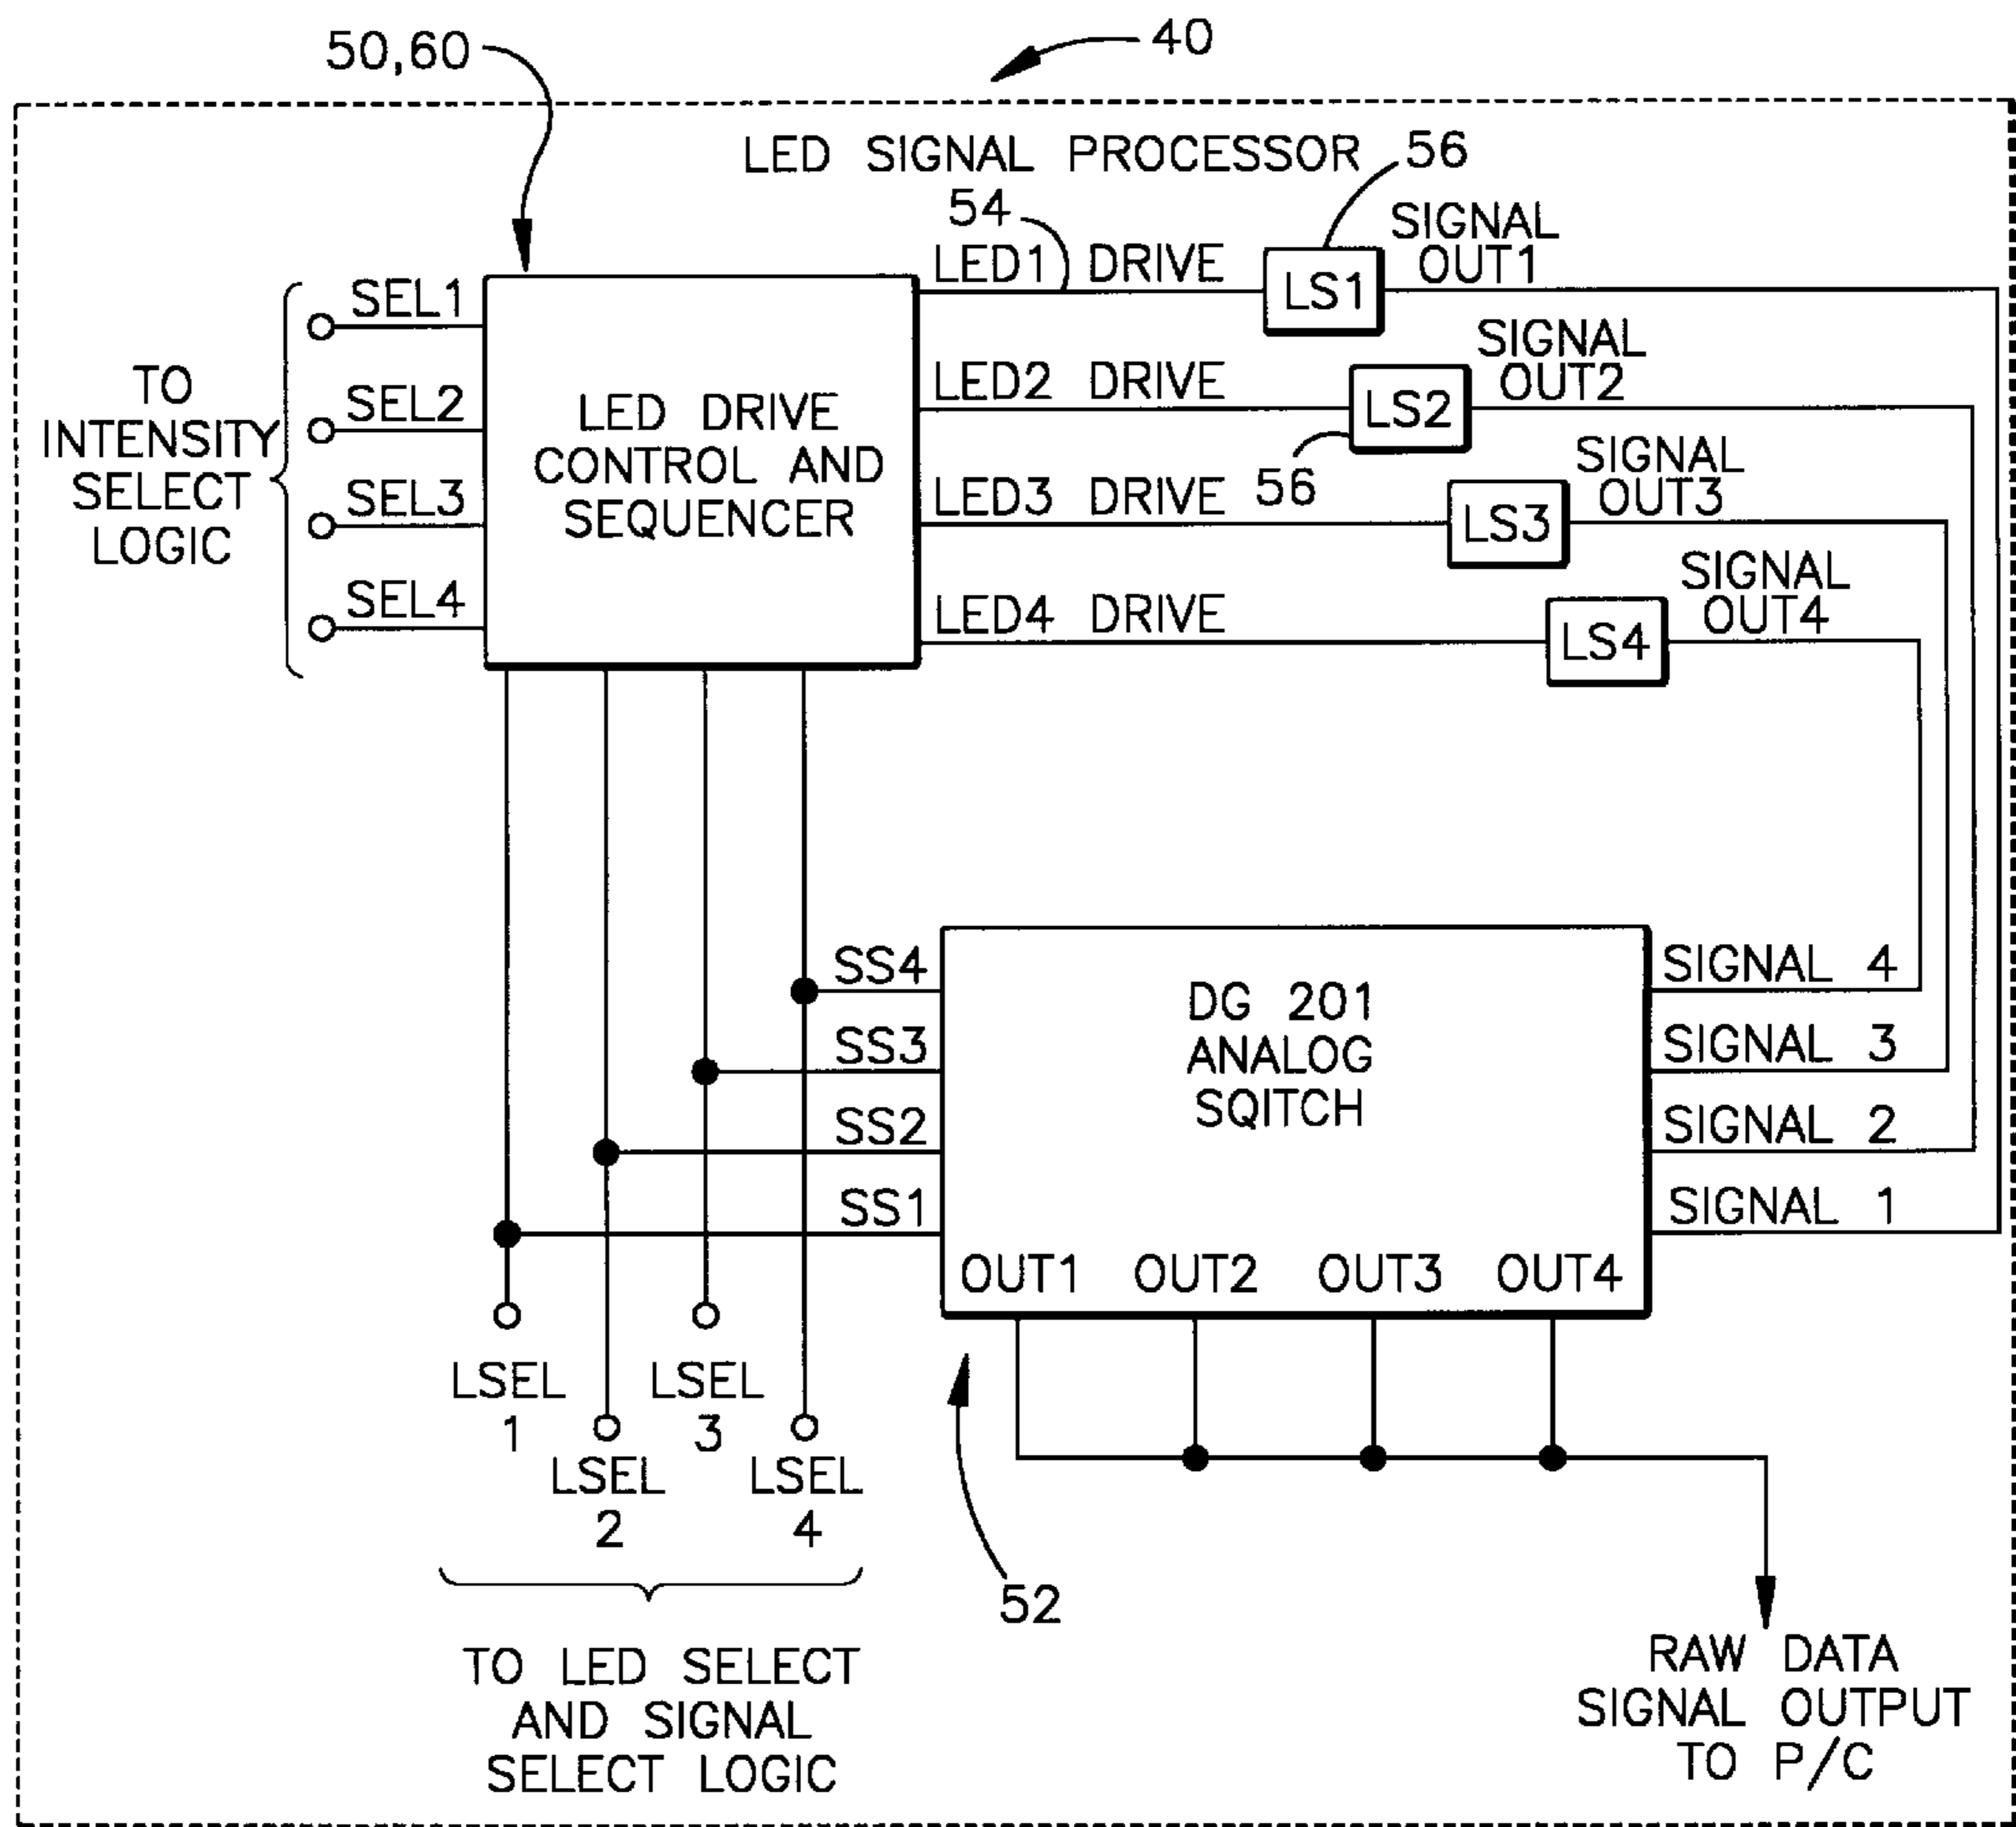 50,60
40
LED SIGNAL PROCESSOR
56
54
LED1 DRIVE
LS1
SIGNAL
OUT1
SEL1
TO
INTENSITY
SELECT
LOGIC
SEL2
SEL3
SEL4
LED DRIVE
CONTROL AND
SEQUENCER
LED2 DRIVE
LS2
SIGNAL
OUT2
56
LED3 DRIVE
LS3
SIGNAL
OUT3
LED4 DRIVE
LS4
SIGNAL
OUT4
SS4
SS3
SS2
SS1
DG 201
ANALOG
SQITCH
SIGNAL 4
SIGNAL 3
SIGNAL 2
SIGNAL 1
OUT1 OUT2 OUT3 OUT4
LSEL
1
LSEL
2
LSEL
3
LSEL
4
52
TO LED SELECT
AND SIGNAL
SELECT LOGIC
RAW DATA
SIGNAL OUTPUT
TO P/C